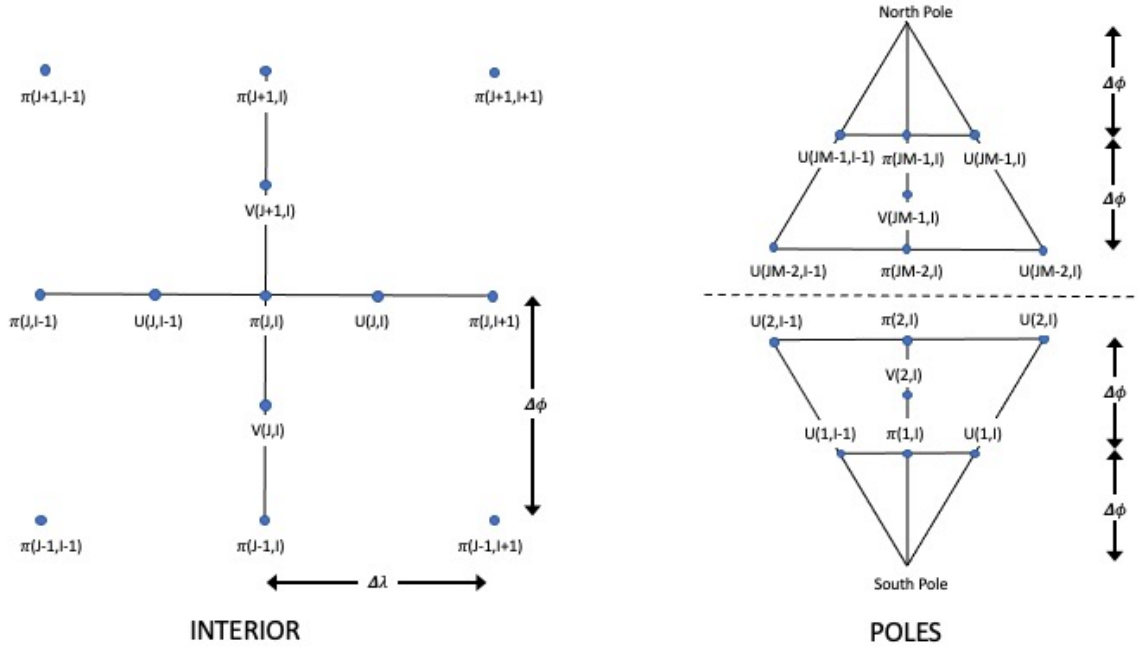 North Pole
π(J+1,I-1) π(J+1,I) π(J+1,I+1)
Δϕ
U(JM-1,I-1) π(JM-1,I) U(JM-1,I)
Δϕ
V(J+1,I)
V(JM-1,I)
U(JM-2,I-1) π(JM-2,I) U(JM-2,I)
π(J,I-1) U(J,I-1) π(J,I) U(J,I) π(J,I+1)
U(2,I-1) π(2,I) U(2,I)
V(2,I)
Δϕ
Δϕ
V(J,I)
U(1,I-1) π(1,I) U(1,I)
Δϕ
π(J-1,I-1) π(J-1,I) π(J-1,I+1)
Δλ
South Pole
INTERIOR
POLES